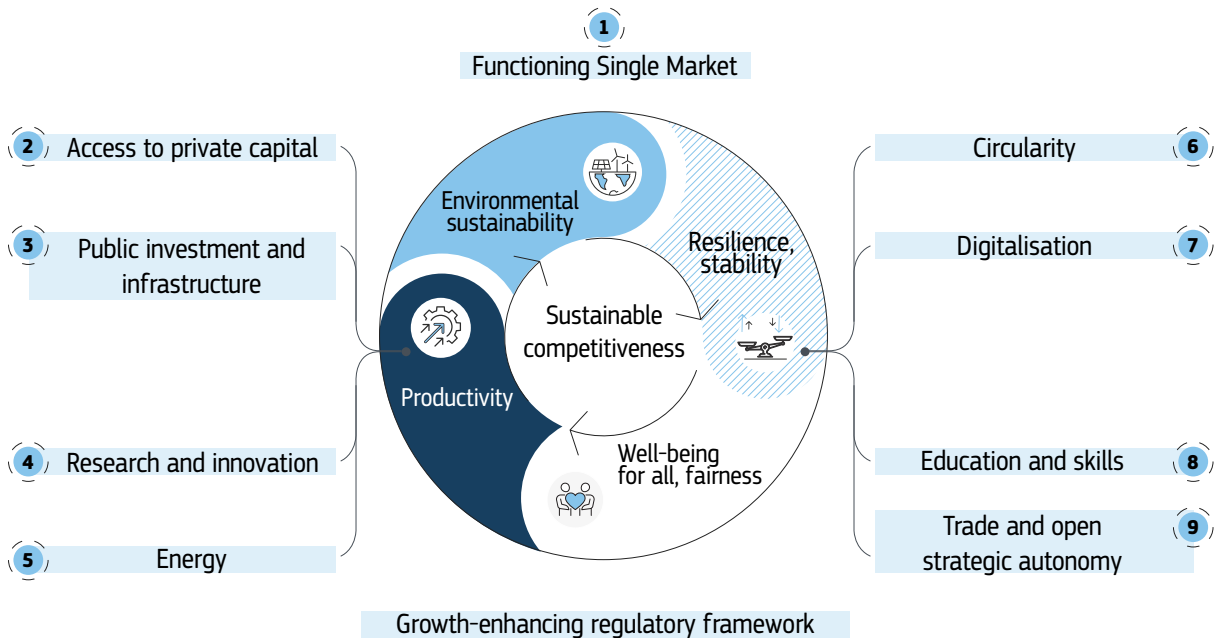 1
Functioning Single Market
2
Access to private capital
3
Public investment and
infrastructure
4
Research and innovation
5
Energy
Environmental
sustainability
Resilience,
stability
Sustainable
competitiveness
Productivity
Well-being
for all, fairness
Circularity
6
Digitalisation
7
Education and skills
8
Trade and open
strategic autonomy
9
Growth-enhancing regulatory framework